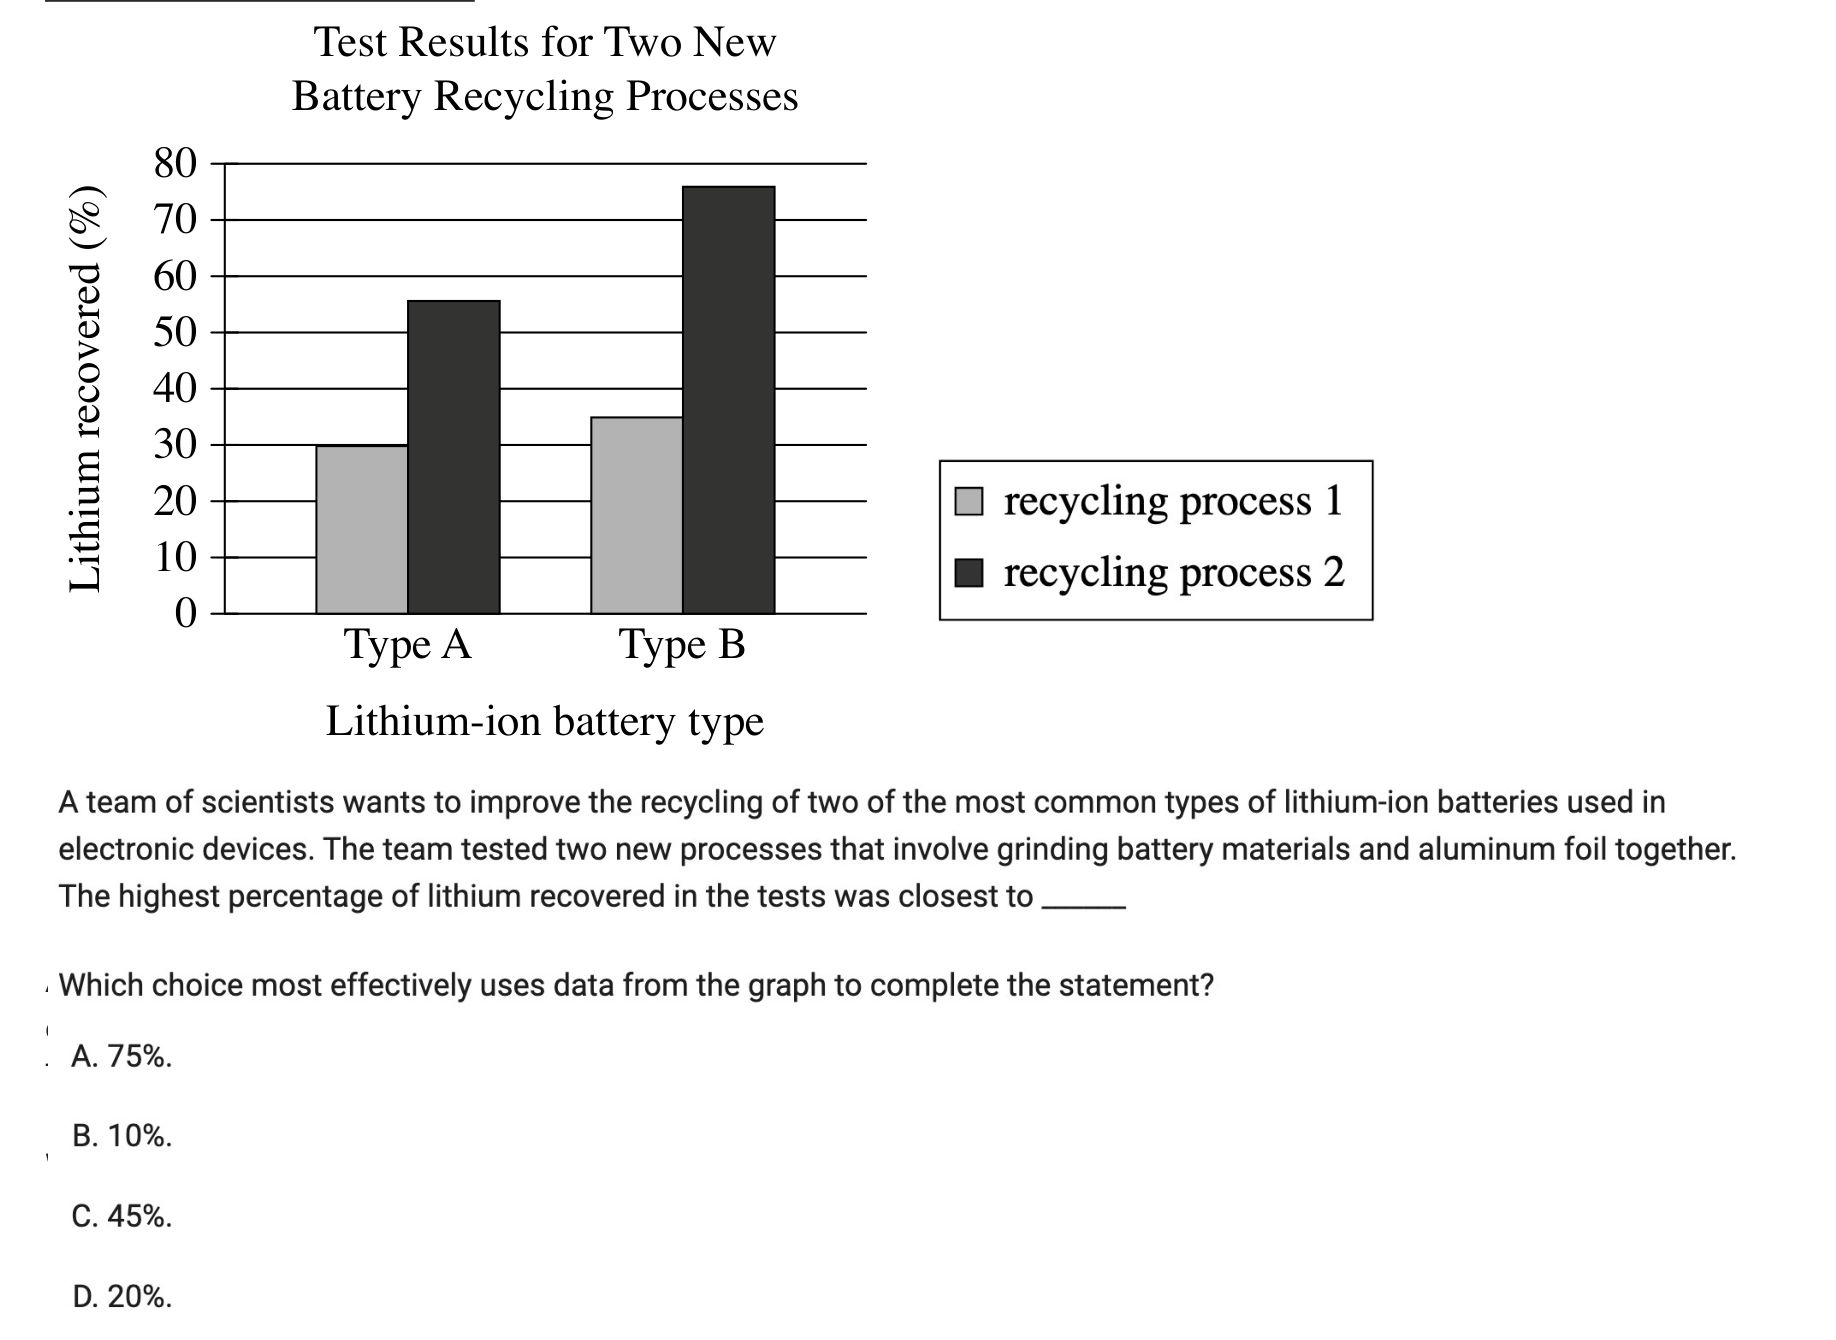 Test Results for Two New
Battery Recycling Processes
Lithium recovered (%)
80
70
60
50
40
30
20
10
0
Type A Type B
Lithium-ion battery type
recycling process 1
recycling process 2
A team of scientists wants to improve the recycling of two of the most common types of lithium-ion batteries used in
electronic devices. The team tested two new processes that involve grinding battery materials and aluminum foil together.
The highest percentage of lithium recovered in the tests was closest to ______
Which choice most effectively uses data from the graph to complete the statement?
A. 75%.
B. 10%.
C. 45%.
D. 20%.